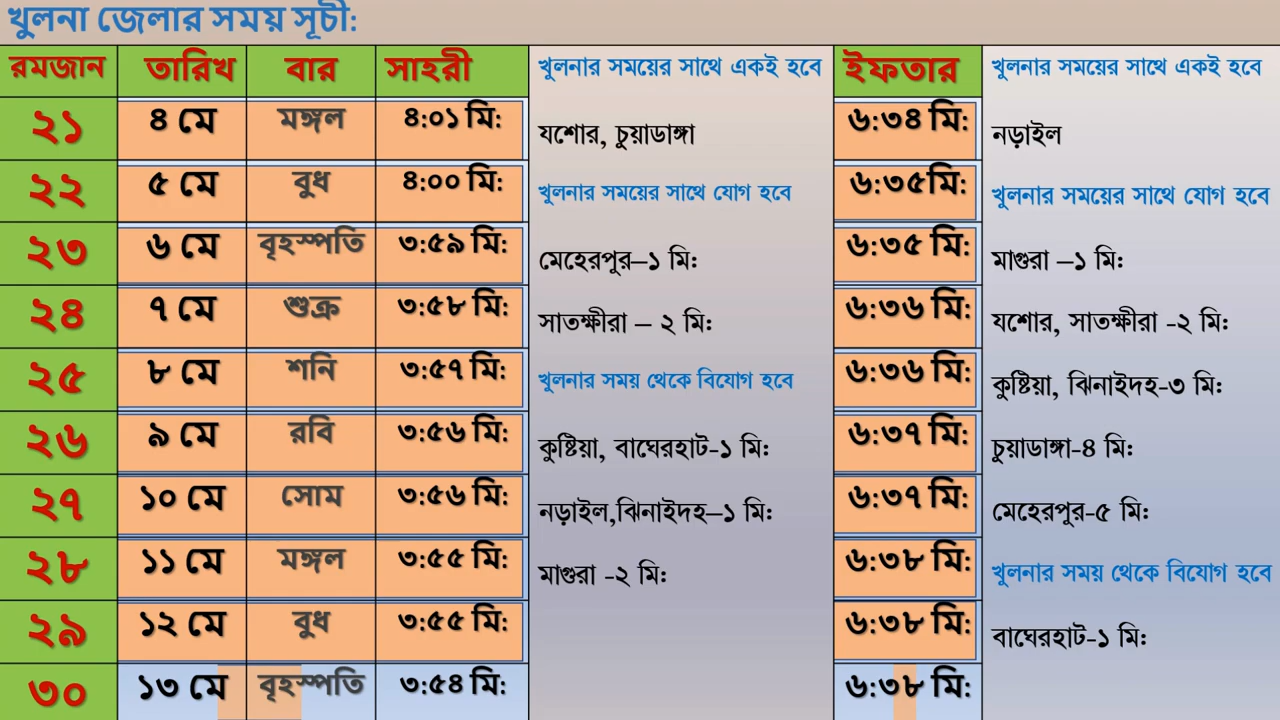 খুলনা জেলার সময় সূচী:
রমজান তারিখ বার সাহরী খুলনার সময়ের সাথে একই হবে ইফতার খুলনার সময়ের সাথে একই হবে
২১ ৪ মে মঙ্গল ৪:০১ মি: যশোর, চুয়াডাঙ্গা ৬:৩৪ মি: নড়াইল
২২ ৫ মে বুধ ৪:০০ মি: খুলনার সময়ের সাথে যোগ হবে ৬:৩৫মি: খুলনার সময়ের সাথে যোগ হবে
২৩ ৬ মে বৃহস্পতি ৩:৫৯ মি: মেহেরপুর–১ মি: ৬:৩৫ মি: মাগুরা –১ মি:
২৪ ৭ মে শুক্র ৩:৫৮ মি: সাতক্ষীরা – ২ মি: ৬:৩৬ মি: যশোর, সাতক্ষীরা -২ মি:
২৫ ৮ মে শনি ৩:৫৭ মি: খুলনার সময় থেকে বিযোগ হবে ৬:৩৬ মি: কুষ্টিয়া, ঝিনাইদহ-৩ মি:
২৬ ৯ মে রবি ৩:৫৬ মি: কুষ্টিয়া, বাঘেরহাট-১ মি: ৬:৩৭ মি: চুয়াডাঙ্গা-৪ মি:
২৭ ১০ মে সোম ৩:৫৬ মি: নড়াইল,ঝিনাইদহ–১ মি: ৬:৩৭ মি: মেহেরপুর-৫ মি:
২৮ ১১ মে মঙ্গল ৩:৫৫ মি: মাগুরা -২ মি: ৬:৩৮ মি: খুলনার সময় থেকে বিযোগ হবে
২৯ ১২ মে বুধ ৩:৫৫ মি: ৬:৩৮ মি: বাঘেরহাট-১ মি:
৩০ ১৩ মে বৃহস্পতি ৩:৫৪ মি: ৬:৩৮ মি: